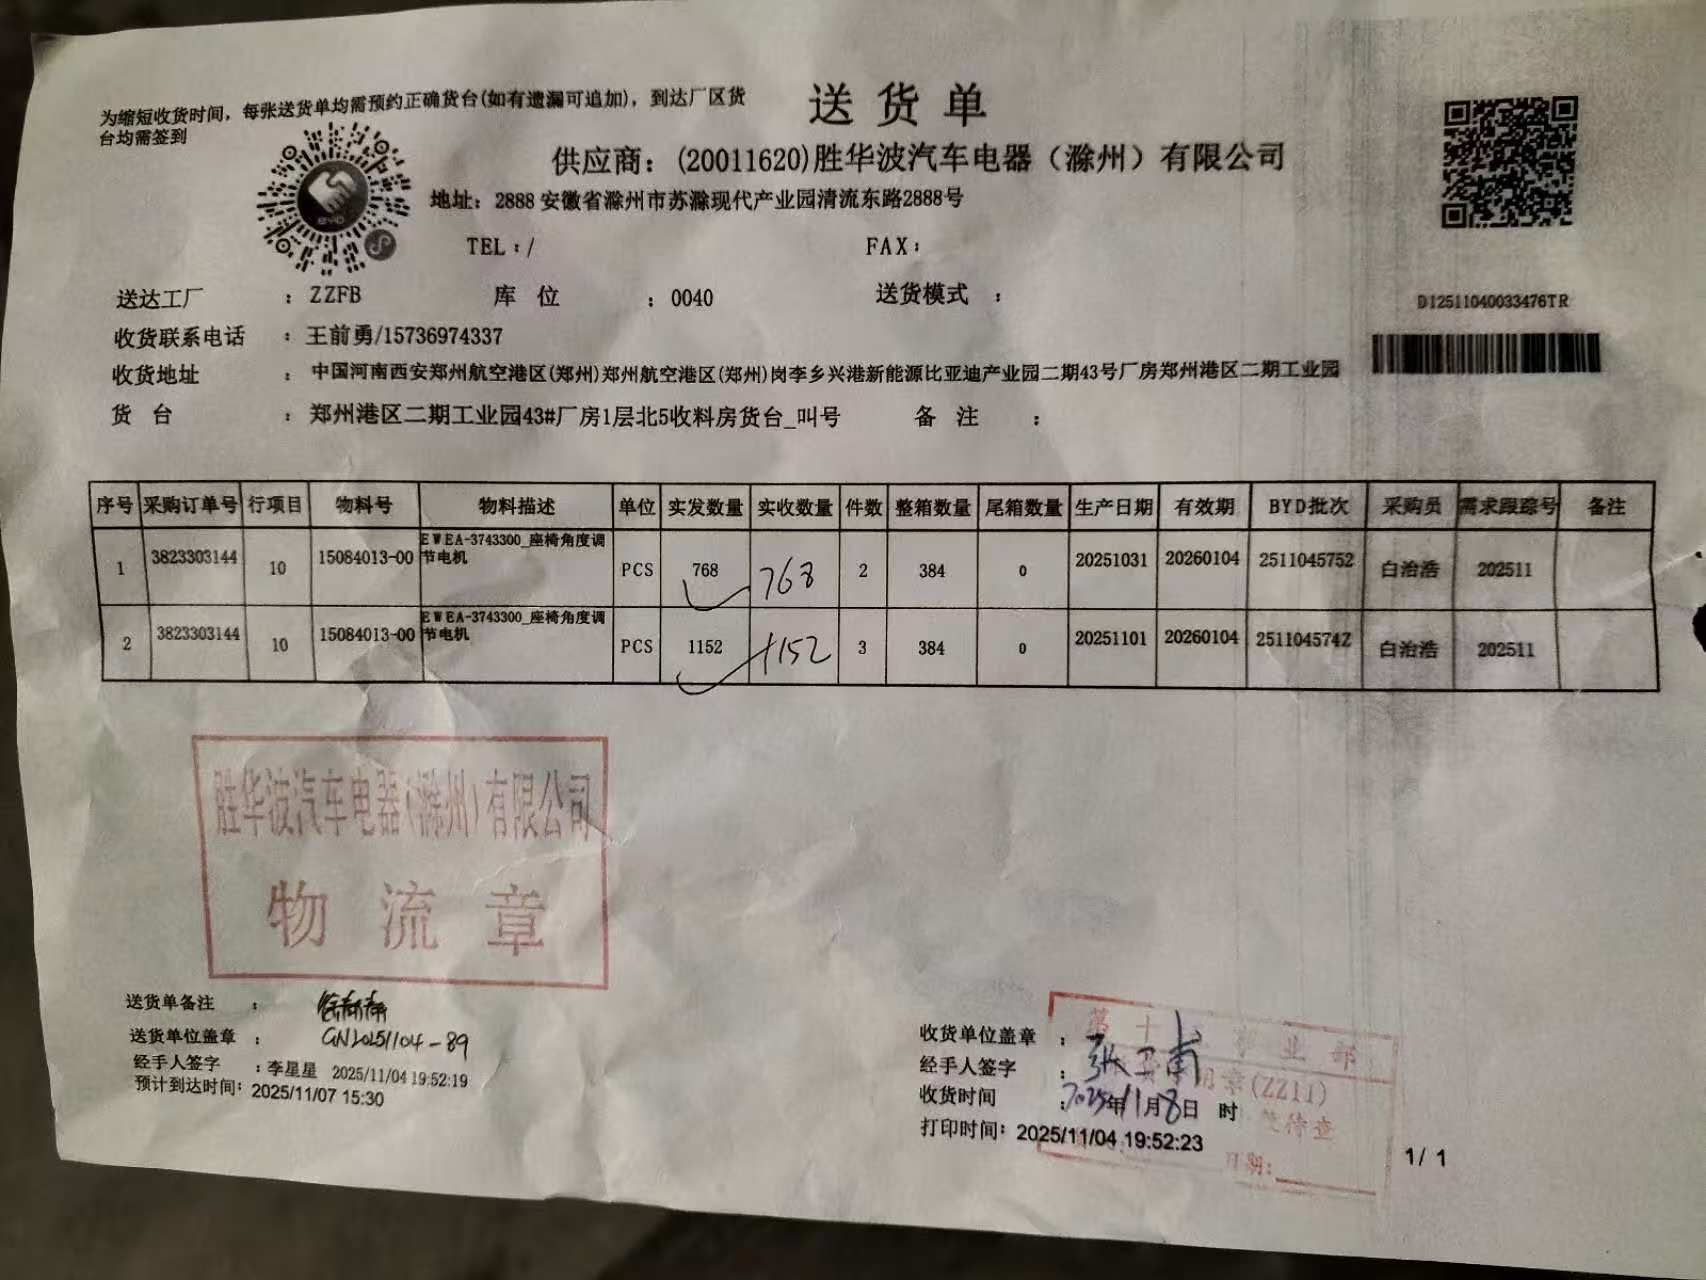 为缩短收货时间，每张送货单均需预约正确货台(如有遗漏可追加)，到达厂区货
台均需签到
送货单
供应商：(20011620)胜华波汽车电器（滁州）有限公司
地址：2888 安徽省滁州市苏滁现代产业园清流东路2888号
TEL：/ FAX：
BYD
送达工厂 ：ZZFB 库 位 ：0040 送货模式 ：
DI2511040033476TR
收货联系电话 ：王前勇/15736974337
收货地址 ：中国河南西安郑州航空港区(郑州)郑州航空港区(郑州)岗李乡兴港新能源比亚迪产业园二期43号厂房郑州港区二期工业园
货 台 ：郑州港区二期工业园43#厂房1层北5收料房货台_叫号 备 注 ：
序号 采购订单号 行项目 物料号 物料描述 单位 实发数量 实收数量 件数 整箱数量 尾箱数量 生产日期 有效期 BYD批次 采购员 需求跟踪号 备注
1 3823303144 10 15084013-00 EWEA-3743300_座椅角度调节电机 PCS 768 768 2 384 0 20251031 20260104 2511045752 白治浩 202511
2 3823303144 10 15084013-00 EWEA-3743300_座椅角度调节电机 PCS 1152 1152 3 384 0 20251101 20260104 251104574Z 白治浩 202511
胜华波汽车电器(滁州)有限公司
物流章
送货单备注 ：
送货单位盖章 ：GN20251104-89
经手人签字 ：李星星 2025/11/04 19:52:19
预计到达时间：2025/11/07 15:30
收货单位盖章 ：
经手人签字 ：
收货时间 ：2025年11月8日 时
打印时间：2025/11/04 19:52:23
第十 事业部
用章(ZZ11)
待查
日期：
1/ 1